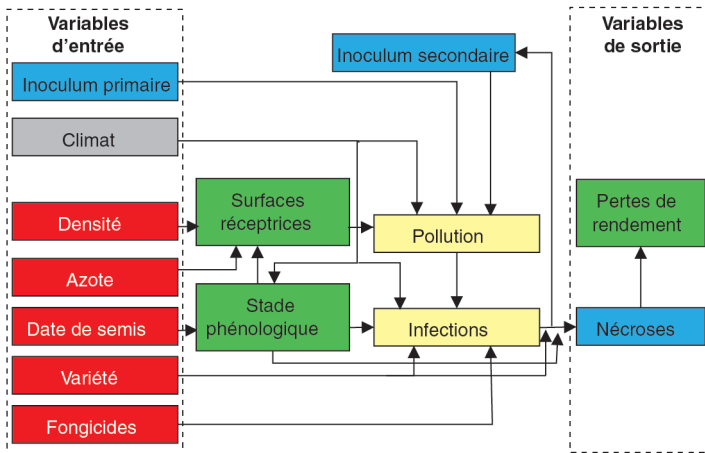 Variables
d'entrée
Variables
de sortie
Inoculum secondaire
Inoculum primaire
Climat
Surfaces
réceptrices
Pertes de
rendement
Densité
Pollution
Azote
Stade
phénologique
Date de semis
Infections
Nécroses
Variété
Fongicides